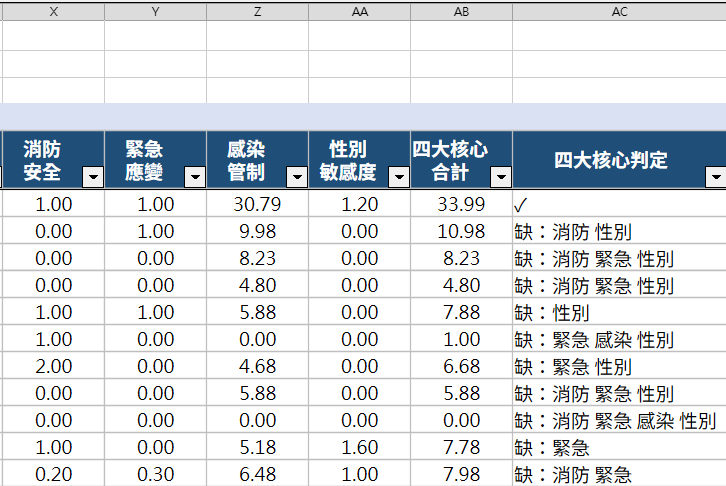 X Y Z AA AB AC
消防 緊急 感染 性別 四大核心 四大核心判定
安全 應變 管制 敏感度 合計
1.00 1.00 30.79 1.20 33.99 ✓
0.00 1.00 9.98 0.00 10.98 缺：消防 性別
0.00 0.00 8.23 0.00 8.23 缺：消防 緊急 性別
0.00 0.00 4.80 0.00 4.80 缺：消防 緊急 性別
1.00 1.00 5.88 0.00 7.88 缺：性別
1.00 0.00 0.00 0.00 1.00 缺：緊急 感染 性別
2.00 0.00 4.68 0.00 6.68 缺：緊急 性別
0.00 0.00 5.88 0.00 5.88 缺：消防 緊急 性別
0.00 0.00 0.00 0.00 0.00 缺：消防 緊急 感染 性別
1.00 0.00 5.18 1.60 7.78 缺：緊急
0.20 0.30 6.48 1.00 7.98 缺：消防 緊急